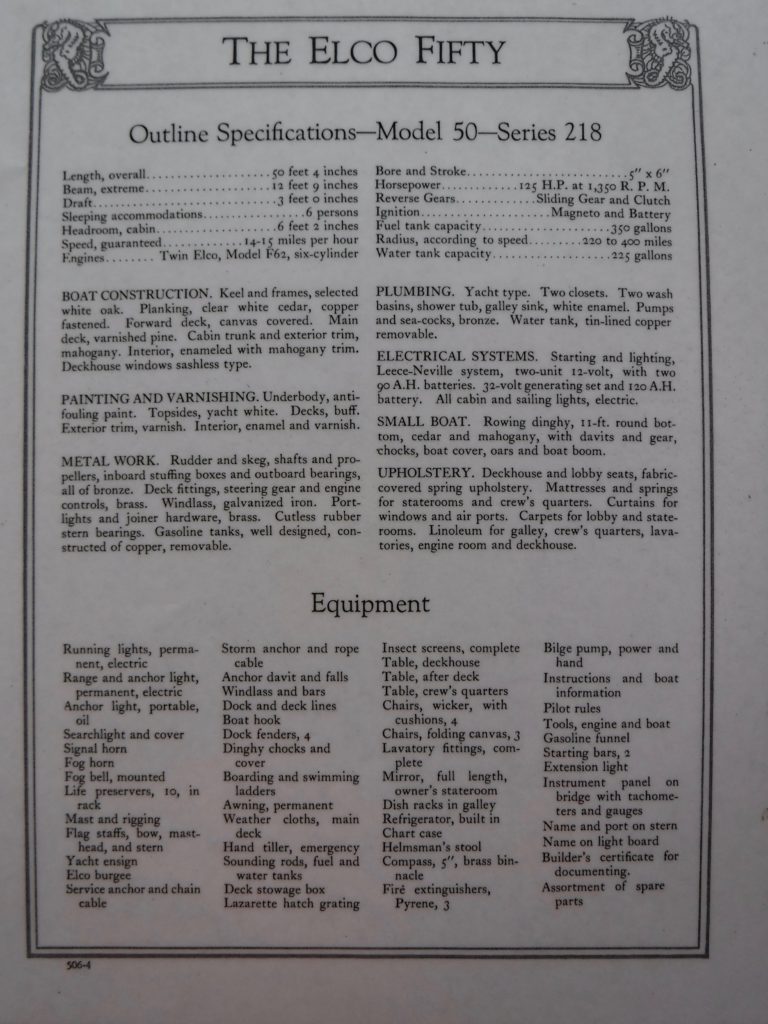 THE ELCO FIFTY
Outline Specifications—Model 50—Series 218
Length, overall....................50 feet 4 inches
Beam, extreme....................12 feet 9 inches
Draft....................3 feet 0 inches
Sleeping accommodations....................6 persons
Headroom, cabin....................6 feet 2 inches
Speed, guaranteed............14-15 miles per hour
Engines........ Twin Elco, Model F62, six-cylinder
BOAT CONSTRUCTION. Keel and frames, selected
white oak. Planking, clear white cedar, copper
fastened. Forward deck, canvas covered. Main
deck, varnished pine. Cabin trunk and exterior trim,
mahogany. Interior, enameled with mahogany trim.
Deckhouse windows sashless type.
PAINTING AND VARNISHING. Underbody, anti-
fouling paint. Topsides, yacht white. Decks, buff.
Exterior trim, varnish. Interior, enamel and varnish.
METAL WORK. Rudder and skeg, shafts and pro-
pellers, inboard stuffing boxes and outboard bearings,
all of bronze. Deck fittings, steering gear and engine
controls, brass. Windlass, galvanized iron. Port-
lights and joiner hardware, brass. Cutless rubber
stern bearings. Gasoline tanks, well designed, con-
structed of copper, removable.
Bore and Stroke..........................5" x 6"
Horsepower............125 H.P. at 1,350 R. P. M.
Reverse Gears............Sliding Gear and Clutch
Ignition....................Magneto and Battery
Fuel tank capacity....................350 gallons
Radius, according to speed.........220 to 400 miles
Water tank capacity..................225 gallons
PLUMBING. Yacht type. Two closets. Two wash
basins, shower tub, galley sink, white enamel. Pumps
and sea-cocks, bronze. Water tank, tin-lined copper
removable.
ELECTRICAL SYSTEMS. Starting and lighting,
Leece-Neville system, two-unit 12-volt, with two
90 A.H. batteries. 32-volt generating set and 120 A.H.
battery. All cabin and sailing lights, electric.
SMALL BOAT. Rowing dinghy, 11-ft. round bot-
tom, cedar and mahogany, with davits and gear,
chocks, boat cover, oars and boat boom.
UPHOLSTERY. Deckhouse and lobby seats, fabric-
covered spring upholstery. Mattresses and springs
for staterooms and crew's quarters. Curtains for
windows and air ports. Carpets for lobby and state-
rooms. Linoleum for galley, crew's quarters, lava-
tories, engine room and deckhouse.
Equipment
Running lights, perma-
nent, electric
Range and anchor light,
permanent, electric
Anchor light, portable,
oil
Searchlight and cover
Signal horn
Fog horn
Fog bell, mounted
Life preservers, 10, in
rack
Mast and rigging
Flag staffs, bow, mast-
head, and stern
Yacht ensign
Elco burgee
Service anchor and chain
cable
Storm anchor and rope
cable
Anchor davit and falls
Windlass and bars
Dock and deck lines
Boat hook
Dock fenders, 4
Dinghy chocks and
cover
Boarding and swimming
ladders
Awning, permanent
Weather cloths, main
deck
Hand tiller, emergency
Sounding rods, fuel and
water tanks
Deck stowage box
Lazarette hatch grating
Insect screens, complete
Table, deckhouse
Table, after deck
Table, crew's quarters
Chairs, wicker, with
cushions, 4
Chairs, folding canvas, 3
Lavatory fittings, com-
plete
Mirror, full length,
owner's stateroom
Dish racks in galley
Refrigerator, built in
Chart case
Helmsman's stool
Compass, 5", brass bin-
nacle
Fire extinguishers,
Pyrene, 3
Bilge pump, power and
hand
Instructions and boat
information
Pilot rules
Tools, engine and boat
Gasoline funnel
Starting bars, 2
Extension light
Instrument panel on
bridge with tachome-
ters and gauges
Name and port on stern
Name on light board
Builder's certificate for
documenting.
Assortment of spare
parts
506-4